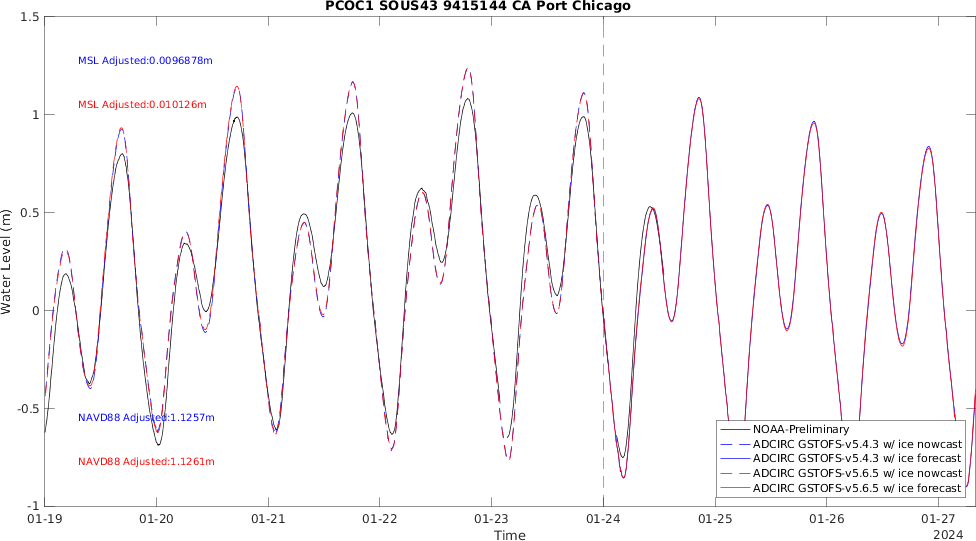 PCOC1 SOUS43 9415144 CA Port Chicago
1.5
MSL Adjusted:0.0096878m
MSL Adjusted:0.010126m
1
0.5
Water Level (m)
0
-0.5
NAVD88 Adjusted:1.1257m
NAVD88 Adjusted:1.1261m
-1
NOAA-Preliminary
ADCIRC GSTOFS-v5.4.3 w/ ice nowcast
ADCIRC GSTOFS-v5.4.3 w/ ice forecast
ADCIRC GSTOFS-v5.6.5 w/ ice nowcast
ADCIRC GSTOFS-v5.6.5 w/ ice forecast
01-19 01-20 01-21 01-22 01-23 01-24 01-25 01-26 01-27
Time
2024